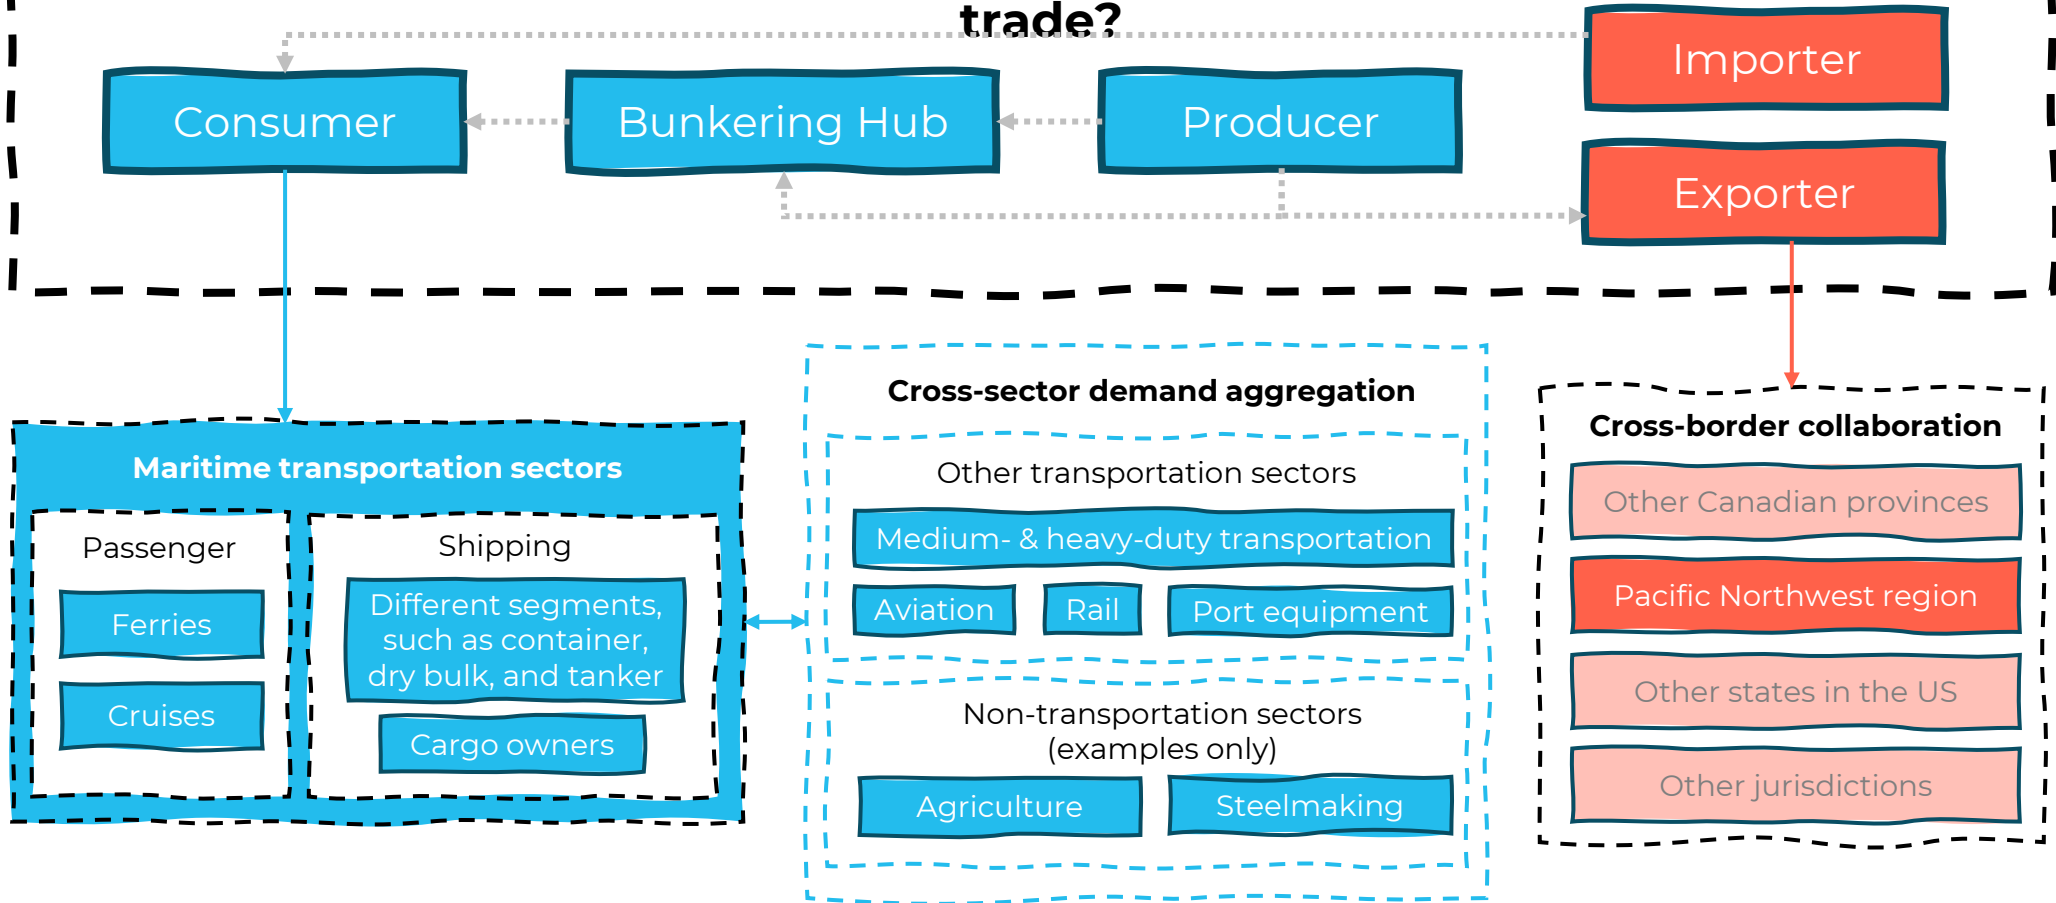 trade?
Importer
Consumer
Bunkering Hub
Producer
Exporter
Maritime transportation sectors
Passenger
Ferries
Cruises
Shipping
Different segments,
such as container,
dry bulk, and tanker
Cargo owners
Cross-sector demand aggregation
Other transportation sectors
Medium- & heavy-duty transportation
Aviation
Rail
Port equipment
Non-transportation sectors
(examples only)
Agriculture
Steelmaking
Cross-border collaboration
Other Canadian provinces
Pacific Northwest region
Other states in the US
Other jurisdictions